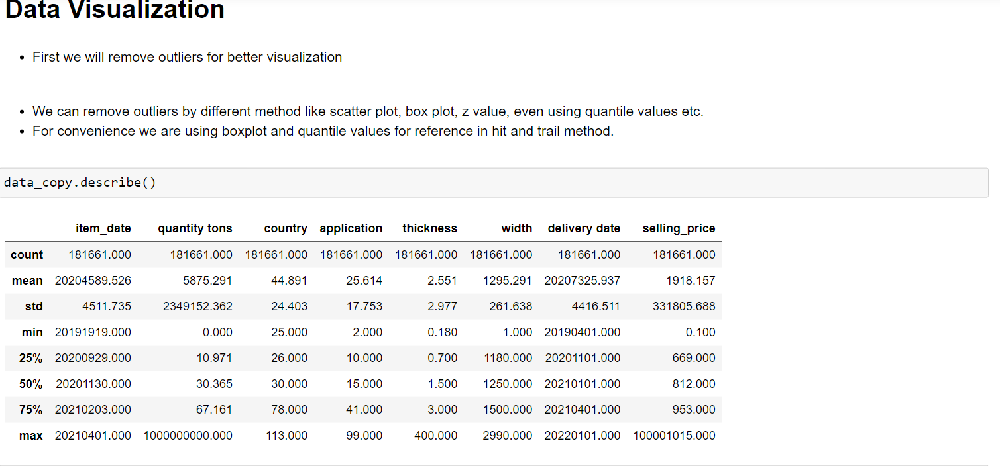 Data Visualization
First we will remove outliers for better visualization
We can remove outliers by different method like scatter plot, box plot, z value, even using quantile values etc.
For convenience we are using boxplot and quantile values for reference in hit and trail method.
data_copy.describe()
item_date quantity tons country application thickness width delivery date selling_price
count 181661.000 181661.000 181661.000 181661.000 181661.000 181661.000 181661.000 181661.000
mean 20204589.526 5875.291 44.891 25.614 2.551 1295.291 20207325.937 1918.157
std 4511.735 2349152.362 24.403 17.753 2.977 261.638 4416.511 331805.688
min 20191919.000 0.000 25.000 2.000 0.180 1.000 20190401.000 0.100
25% 20200929.000 10.971 26.000 10.000 0.700 1180.000 20201101.000 669.000
50% 20201130.000 30.365 30.000 15.000 1.500 1250.000 20210101.000 812.000
75% 20210203.000 67.161 78.000 41.000 3.000 1500.000 20210401.000 953.000
max 20210401.000 1000000000.000 113.000 99.000 400.000 2990.000 20220101.000 100001015.000